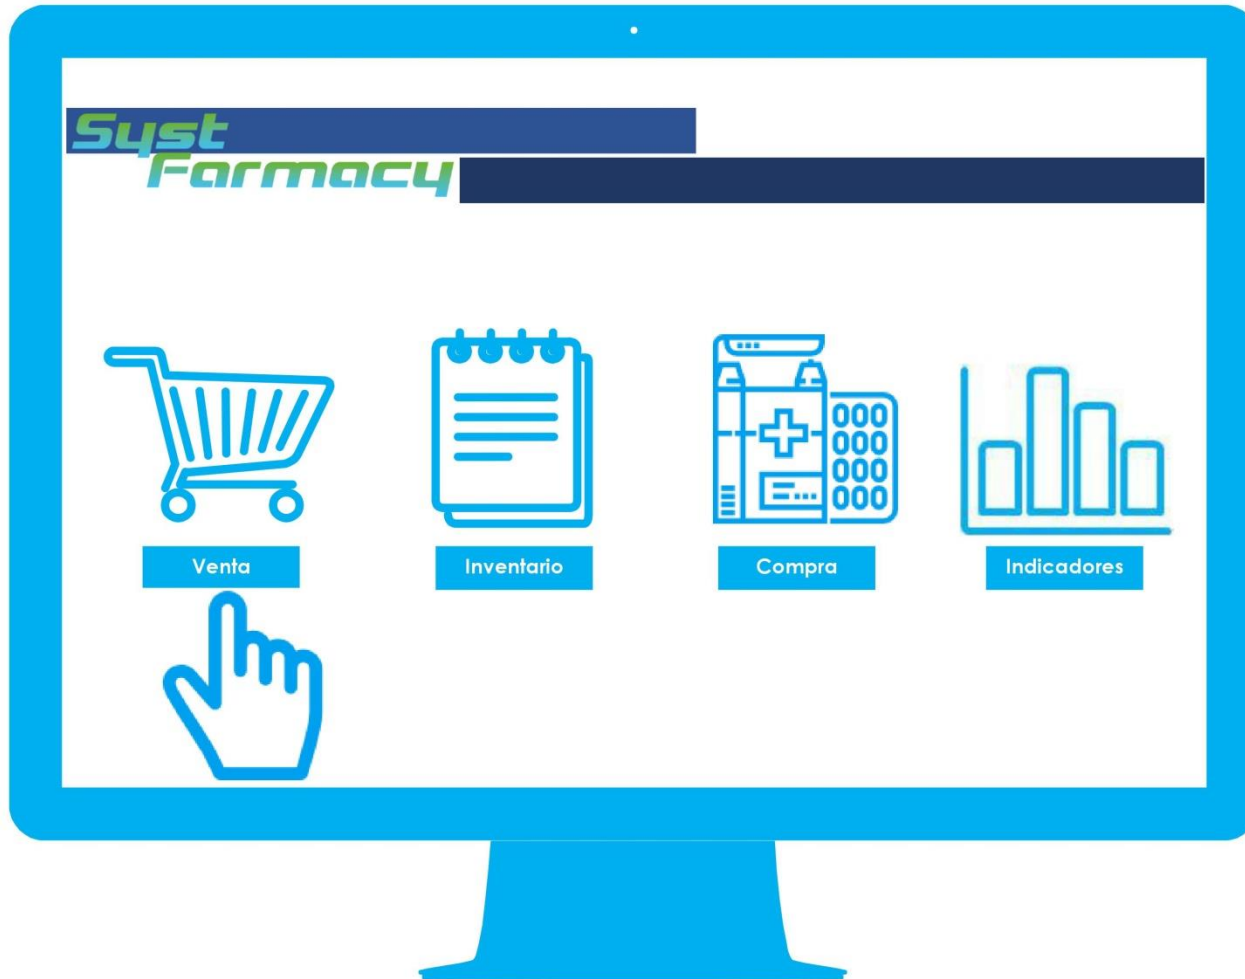 Syst
Farmacy
Venta
Inventario
Compra
Indicadores